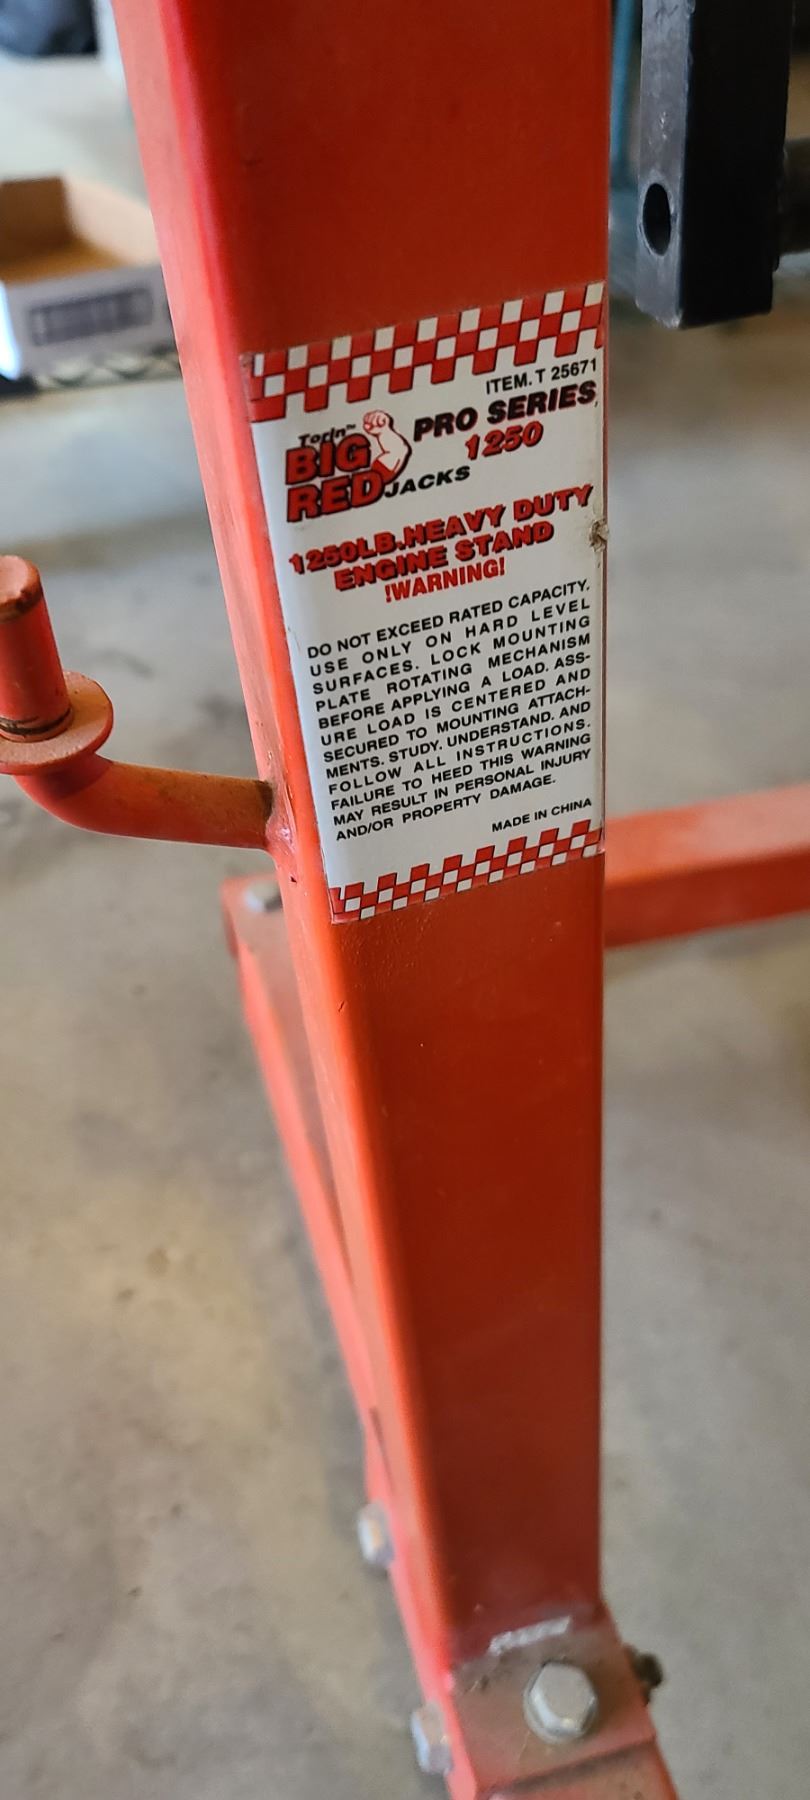 ITEM. T 25671
Torin™
BIG RED JACKS
PRO SERIES
1250
1250LB. HEAVY DUTY
ENGINE STAND
!WARNING!
DO NOT EXCEED RATED CAPACITY.
USE ONLY ON HARD LEVEL
SURFACES. LOCK MOUNTING
PLATE ROTATING MECHANISM
BEFORE APPLYING A LOAD. ASS-
URE LOAD IS CENTERED AND
SECURED TO MOUNTING ATTACH-
MENTS. STUDY. UNDERSTAND. AND
FOLLOW ALL INSTRUCTIONS.
FAILURE TO HEED THIS WARNING
MAY RESULT IN PERSONAL INJURY
AND/OR PROPERTY DAMAGE.
MADE IN CHINA